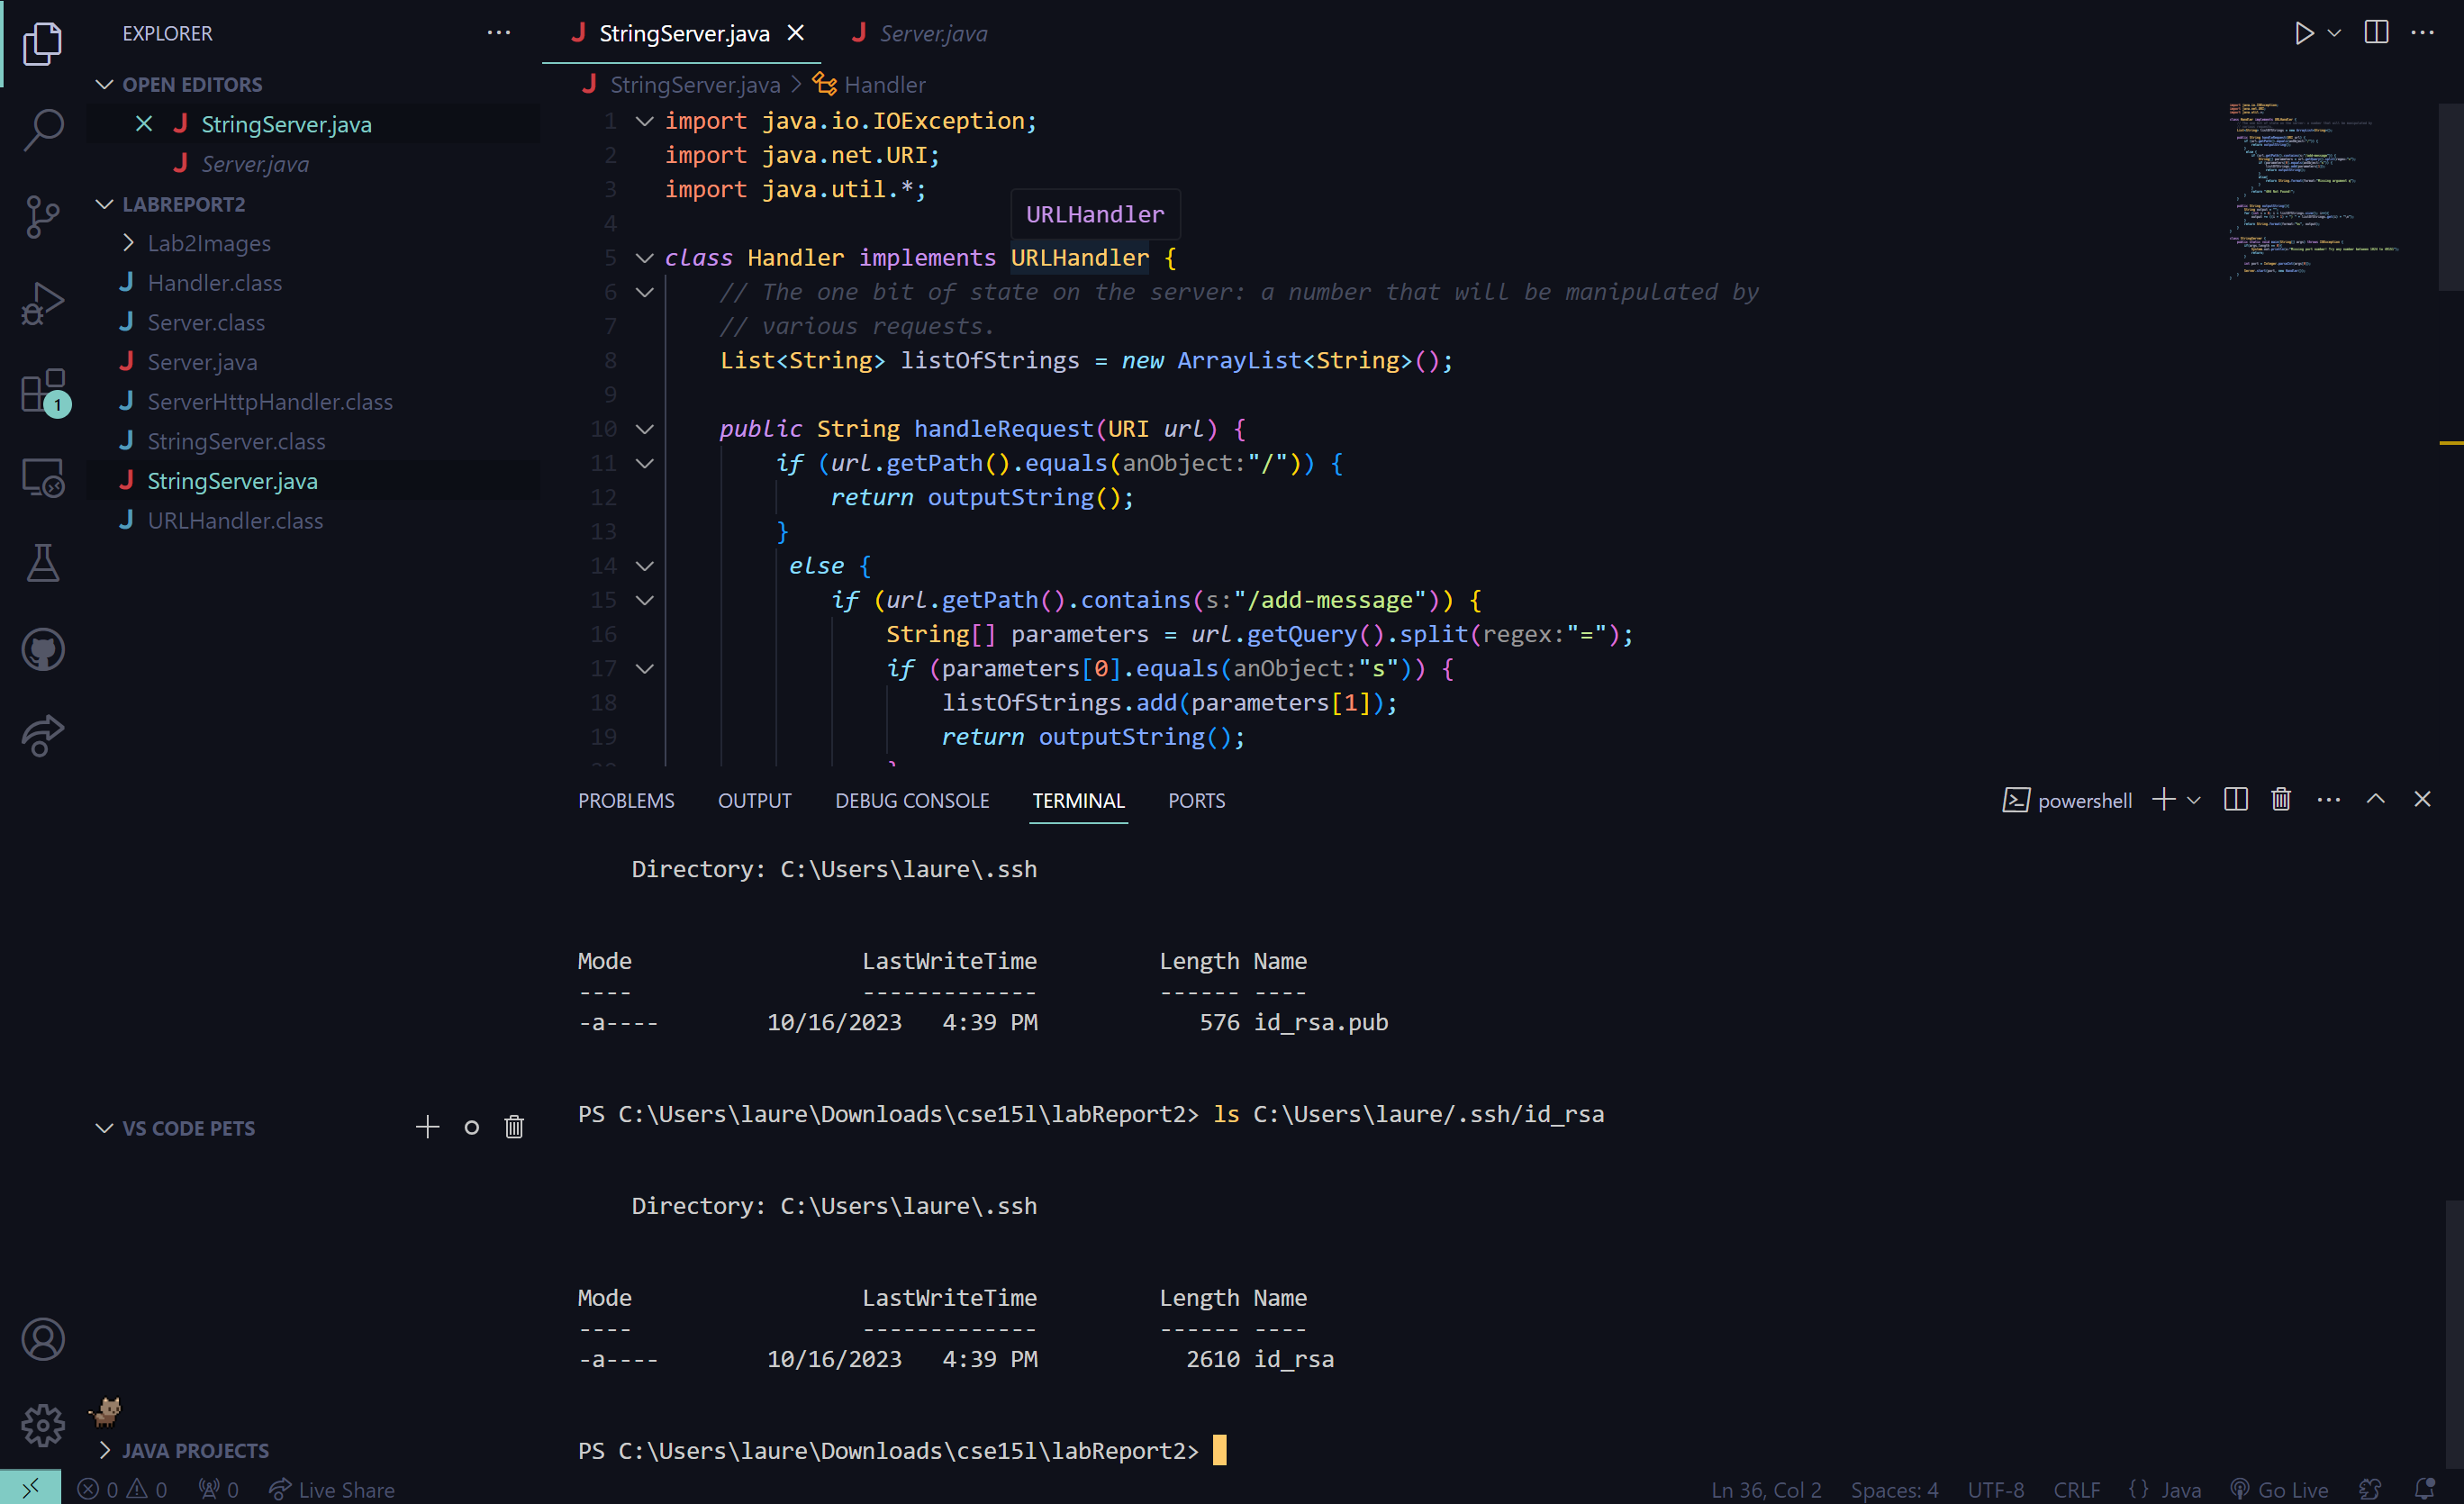 EXPLORER
OPEN EDITORS
StringServer.java
Server.java
LABREPORT2
Lab2Images
Handler.class
Server.class
Server.java
ServerHttpHandler.class
StringServer.class
StringServer.java
URLHandler.class
VS CODE PETS
JAVA PROJECTS
1
StringServer.java Server.java
StringServer.java > Handler
1 import java.io.IOException;
2 import java.net.URI;
3 import java.util.*;
4
URLHandler
5 class Handler implements URLHandler {
6 // The one bit of state on the server: a number that will be manipulated by
7 // various requests.
8 List<String> listOfStrings = new ArrayList<String>();
9
10 public String handleRequest(URI url) {
11 if (url.getPath().equals(anObject:"/")) {
12 return outputString();
13 }
14 else {
15 if (url.getPath().contains(s:"/add-message")) {
16 String[] parameters = url.getQuery().split(regex:"=");
17 if (parameters[0].equals(anObject:"s")) {
18 listOfStrings.add(parameters[1]);
19 return outputString();
PROBLEMS OUTPUT DEBUG CONSOLE TERMINAL PORTS powershell
Directory: C:\Users\laure\.ssh
Mode LastWriteTime Length Name
---- ------------- ------ ----
-a---- 10/16/2023 4:39 PM 576 id_rsa.pub
PS C:\Users\laure\Downloads\cse15l\labReport2> ls C:\Users\laure/.ssh/id_rsa
Directory: C:\Users\laure\.ssh
Mode LastWriteTime Length Name
---- ------------- ------ ----
-a---- 10/16/2023 4:39 PM 2610 id_rsa
PS C:\Users\laure\Downloads\cse15l\labReport2>
0 0 0 Live Share Ln 36, Col 2 Spaces: 4 UTF-8 CRLF {} Java Go Live